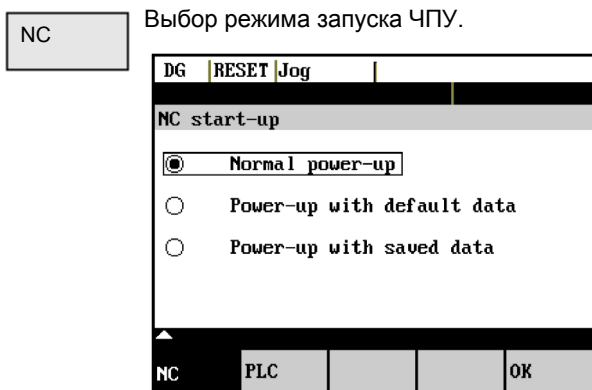 NC
Выбор режима запуска ЧПУ.
DG RESET Jog
NC start-up
Normal power-up
Power-up with default data
Power-up with saved data
NC PLC OK